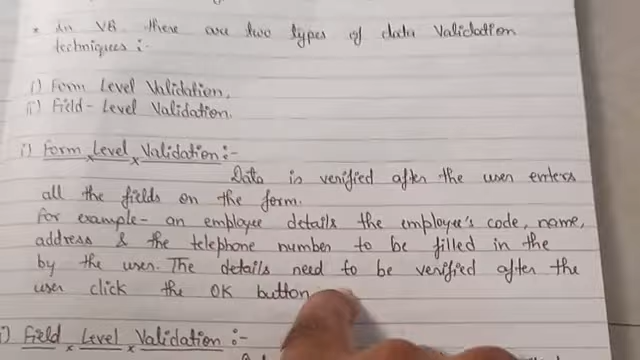 * In VB there are two types of data Validation
techniques :-
i) Form Level Validation.
ii) Field - Level Validation.
i) Form Level Validation :-
Data is verified after the user enters
all the fields on the form.
For example - an employee details the employee's code, name,
address & the telephone number to be filled in the
by the user. The details need to be verified after the
user click the OK button
i) Field Level Validation :-